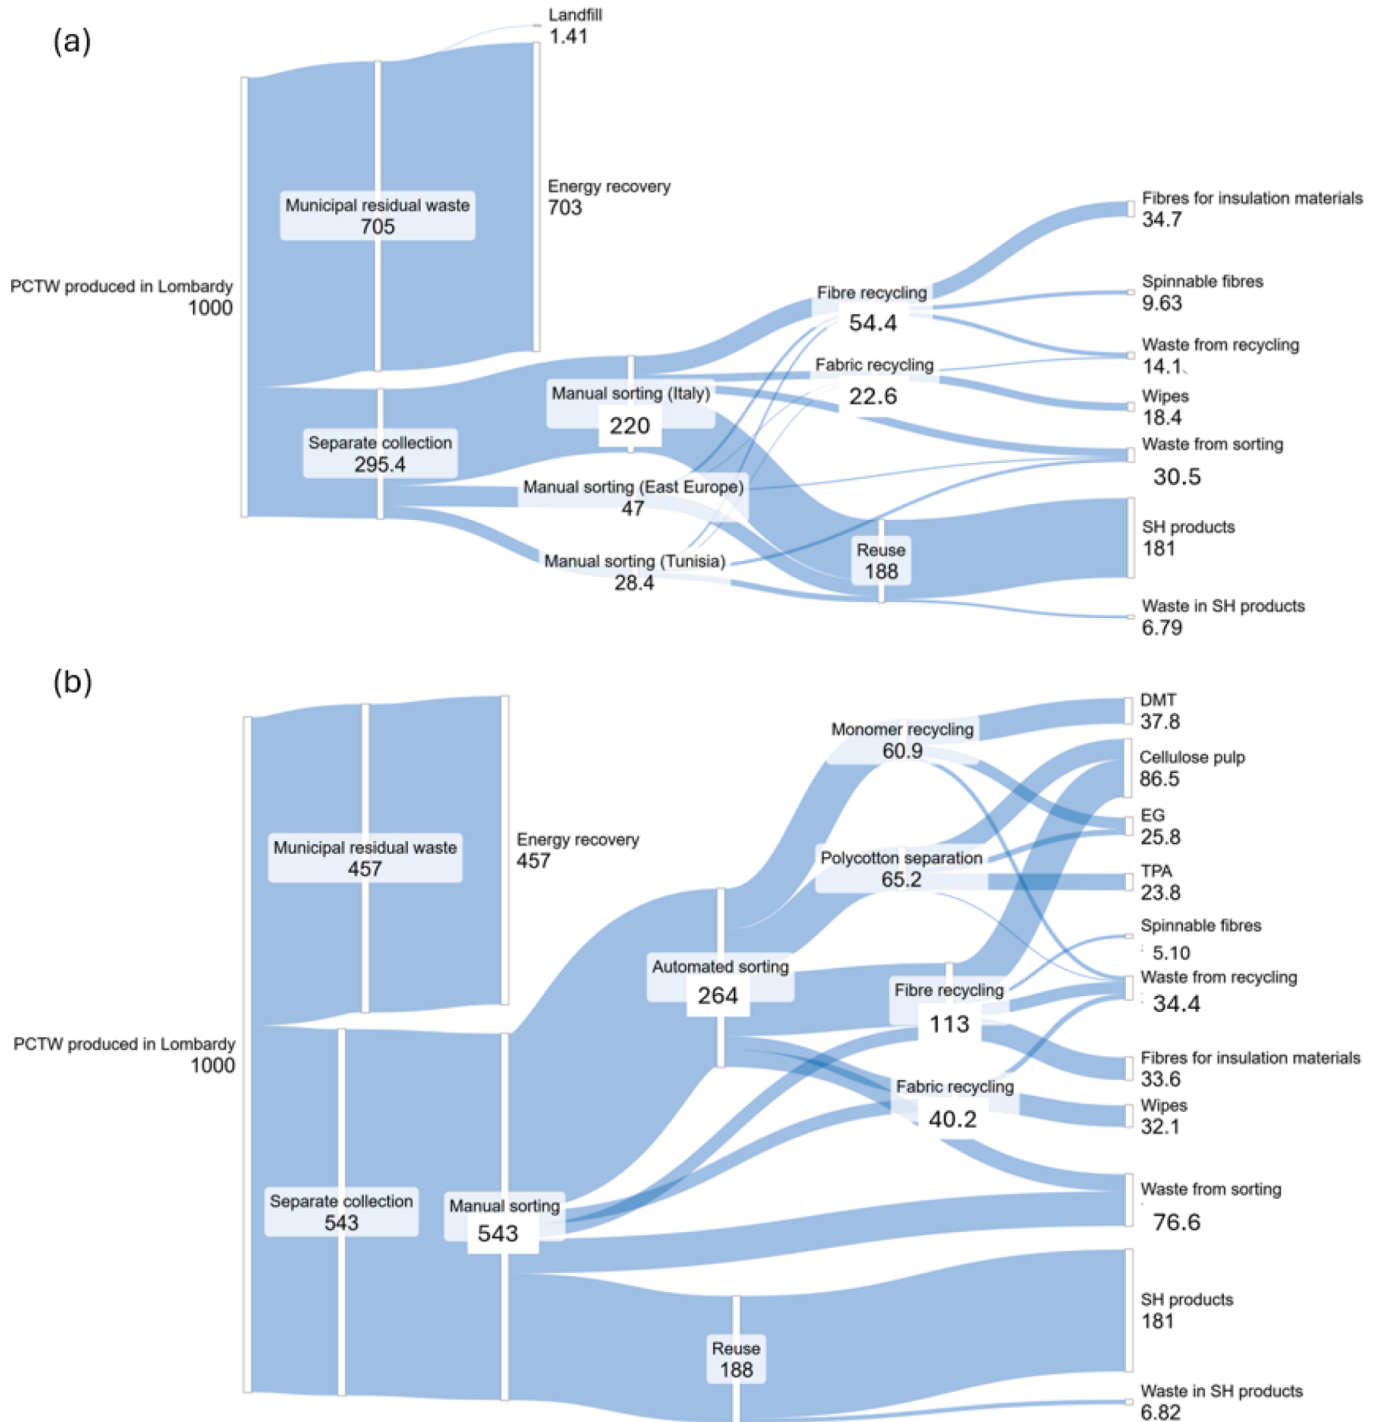 (a)
Landfill
1.41
Municipal residual waste
705
Energy recovery
703
PCTW produced in Lombardy
1000
Separate collection
295.4
Manual sorting (Italy)
220
Manual sorting (East Europe)
47
Manual sorting (Tunisia)
28.4
Fibre recycling
54.4
Fabric recycling
22.6
Reuse
188
Fibres for insulation materials
34.7
Spinnable fibres
9.63
Waste from recycling
14.1
Wipes
18.4
Waste from sorting
30.5
SH products
181
Waste in SH products
6.79
(b)
Municipal residual waste
457
Energy recovery
457
PCTW produced in Lombardy
1000
Separate collection
543
Manual sorting
543
Automated sorting
264
Monomer recycling
60.9
Polycotton separation
65.2
Fibre recycling
113
Fabric recycling
40.2
Reuse
188
DMT
37.8
Cellulose pulp
86.5
EG
25.8
TPA
23.8
Spinnable fibres
5.10
Waste from recycling
34.4
Fibres for insulation materials
33.6
Wipes
32.1
Waste from sorting
76.6
SH products
181
Waste in SH products
6.82